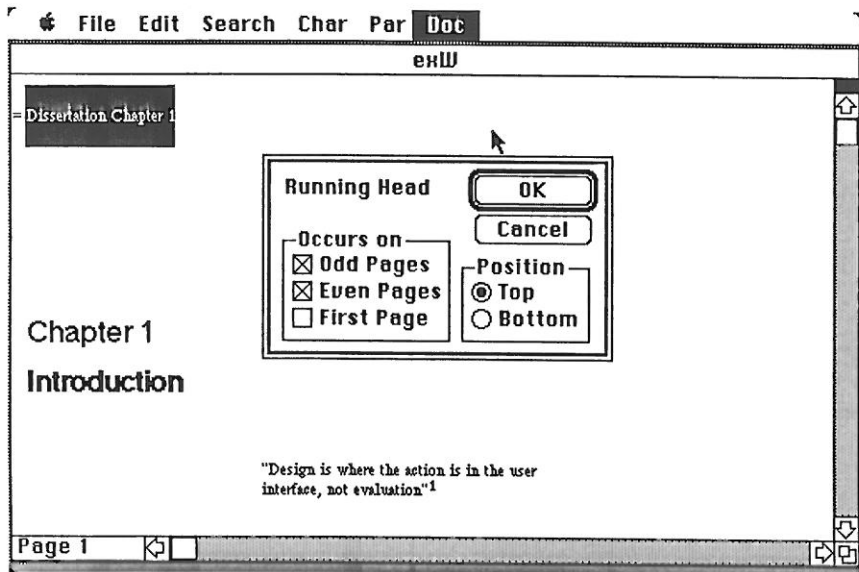 File Edit Search Char Par Doc
exW
= Dissertation Chapter 1
Running Head
OK
Cancel
Occurs on
Odd Pages
Even Pages
First Page
Position
Top
Bottom
Chapter 1
Introduction
"Design is where the action is in the user
interface, not evaluation"1
Page 1